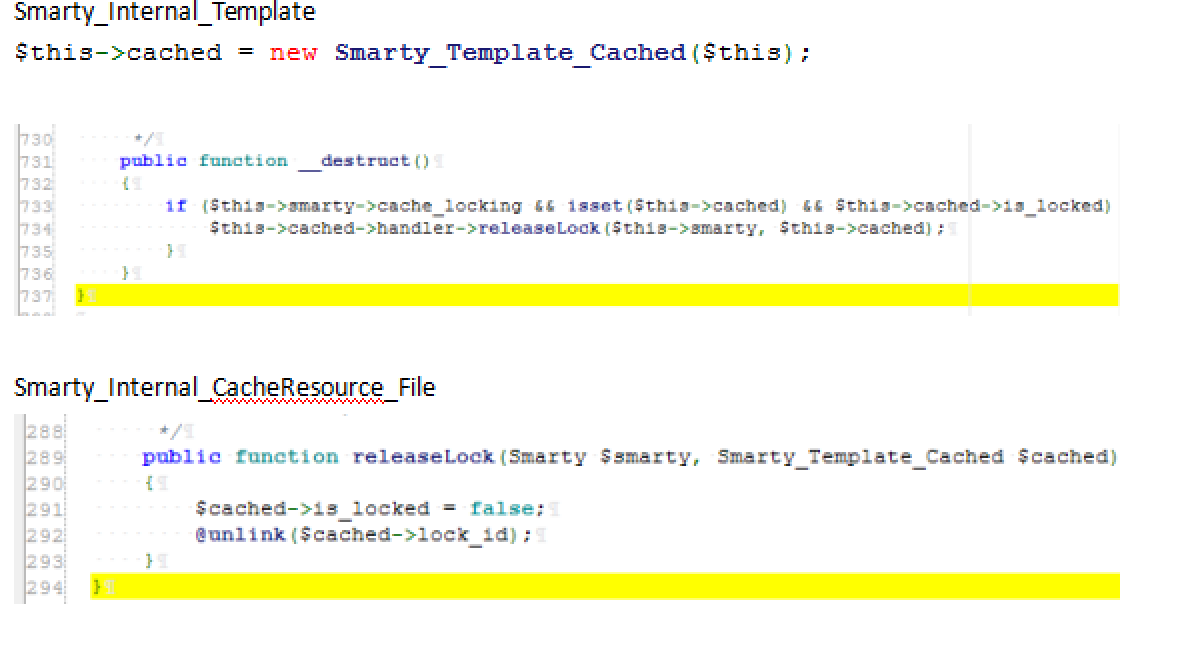 Smarty_Internal_Template
$this->cached = new Smarty_Template_Cached($this);
730 */
731 public function __destruct()
732 {
733 if ($this->smarty->cache_locking && isset($this->cached) && $this->cached->is_locked)
734 $this->cached->handler->releaseLock($this->smarty, $this->cached);
735 }
736 }
737 }
Smarty_Internal_CacheResource_File
288 */
289 public function releaseLock(Smarty $smarty, Smarty_Template_Cached $cached)
290 {
291 $cached->is_locked = false;
292 @unlink($cached->lock_id);
293 }
294 }